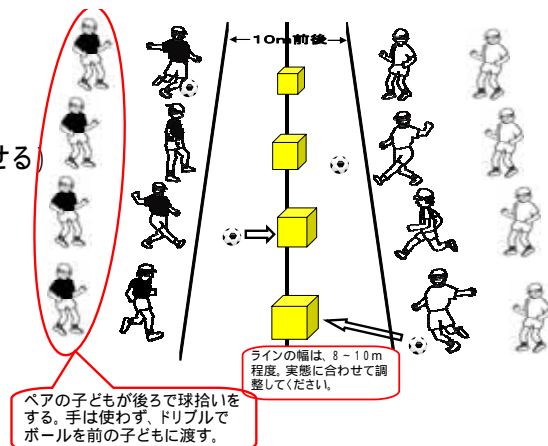 10m前後
せる）
ラインの幅は、8～10m
程度。実態に合わせて調
整してください。
ペアの子どもが後ろで球拾いを
する。手は使わず、ドリブルで
ボールを前の子どもに渡す。